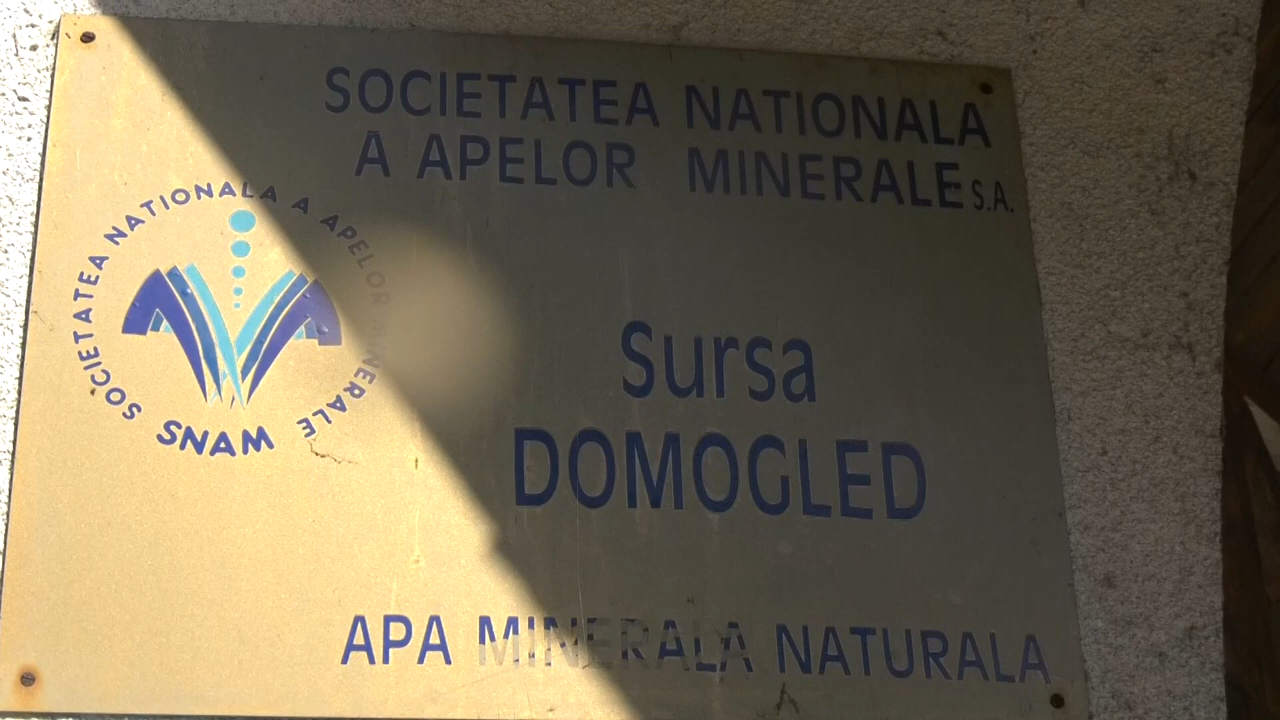 SOCIETATEA NATIONALA
A APELOR MINERALE S.A.
SOCIETATEA NATIONALA A APELOR MINERALE
SNAM
Sursa
DOMOGLED
APA MINERALA NATURALA